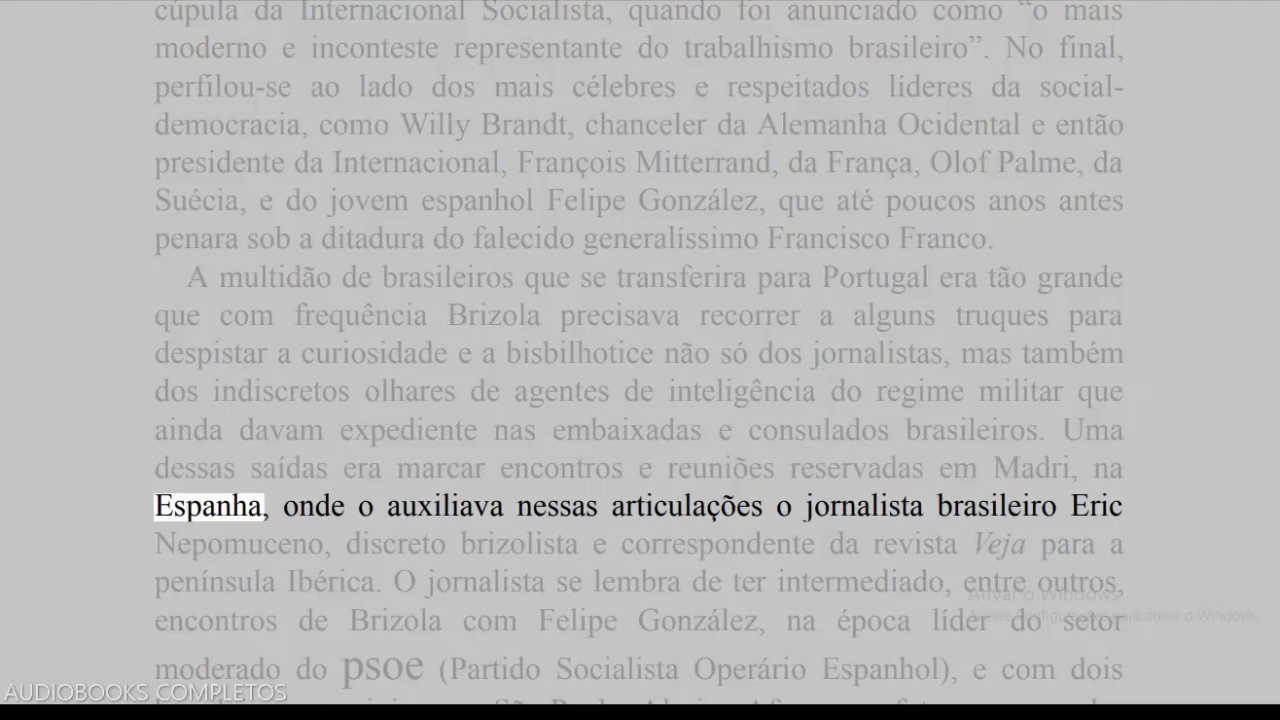 cúpula da Internacional Socialista, quando foi anunciado como “o mais
moderno e inconteste representante do trabalhismo brasileiro”. No final,
perfilou-se ao lado dos mais célebres e respeitados líderes da social-
democracia, como Willy Brandt, chanceler da Alemanha Ocidental e então
presidente da Internacional, François Mitterrand, da França, Olof Palme, da
Suécia, e do jovem espanhol Felipe González, que até poucos anos antes
penara sob a ditadura do falecido generalíssimo Francisco Franco.
A multidão de brasileiros que se transferira para Portugal era tão grande
que com frequência Brizola precisava recorrer a alguns truques para
despistar a curiosidade e a bisbilhotice não só dos jornalistas, mas também
dos indiscretos olhares de agentes de inteligência do regime militar que
ainda davam expediente nas embaixadas e consulados brasileiros. Uma
dessas saídas era marcar encontros e reuniões reservadas em Madri, na
Espanha, onde o auxiliava nessas articulações o jornalista brasileiro Eric
Nepomuceno, discreto brizolista e correspondente da revista Veja para a
península Ibérica. O jornalista se lembra de ter intermediado, entre outros,
Ativar o Windows
encontros de Brizola com Felipe González, na época líder do setor
moderado do psoe (Partido Socialista Operário Espanhol), e com dois
AUDIOBOOKS COMPLETOS